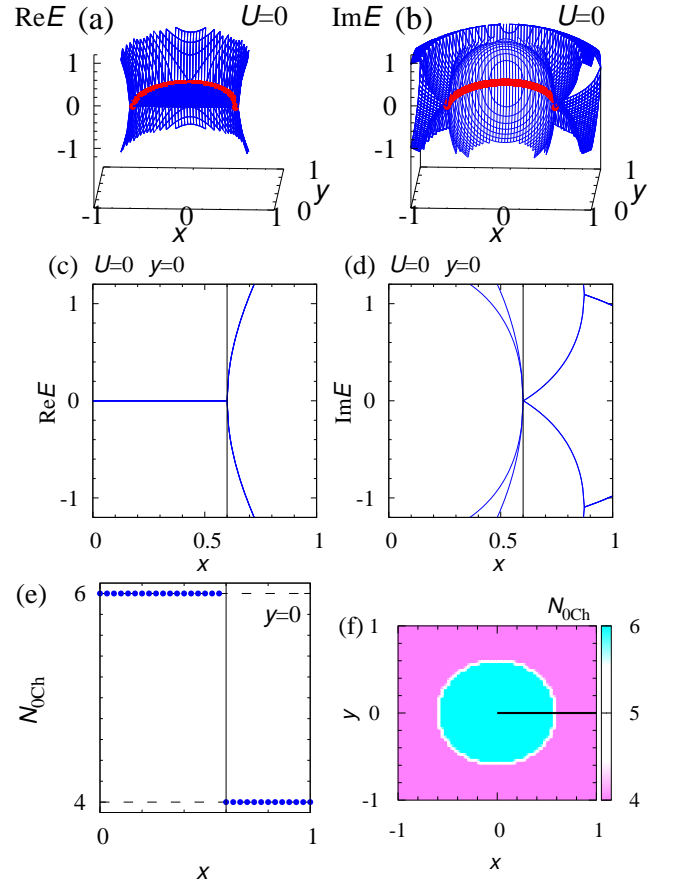 ReE (a) U=0
1
0
-1
-1 0 1
x
1
y
0
ImE (b) U=0
1
0
-1
-1 0 1
x
1
y
0
(c) U=0 y=0
1
0
-1
ReE
0 0.5 1
x
(d) U=0 y=0
1
0
-1
ImE
0 0.5 1
x
(e)
6
4
y=0
N0Ch
0 1
x
(f) N0Ch
1
0
-1
y
-1 0 1
x
6
5
4